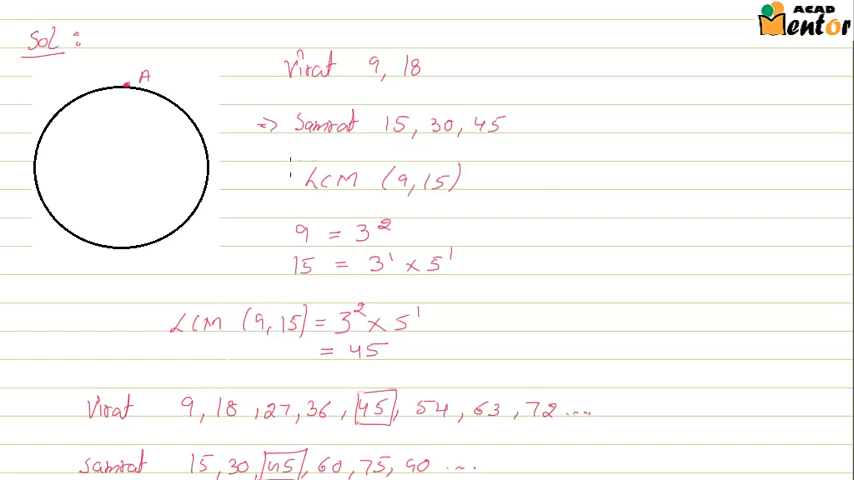 ACAD
Mentor
Sol :
A
Virat 9, 18
=> Samrat 15, 30, 45
LCM (9,15)
9 = 3²
15 = 3¹ × 5¹
LCM (9,15) = 3² × 5¹
= 45
Virat 9, 18, 27, 36, 45, 54, 63, 72 ....
Samrat 15, 30, 45, 60, 75, 90 ....